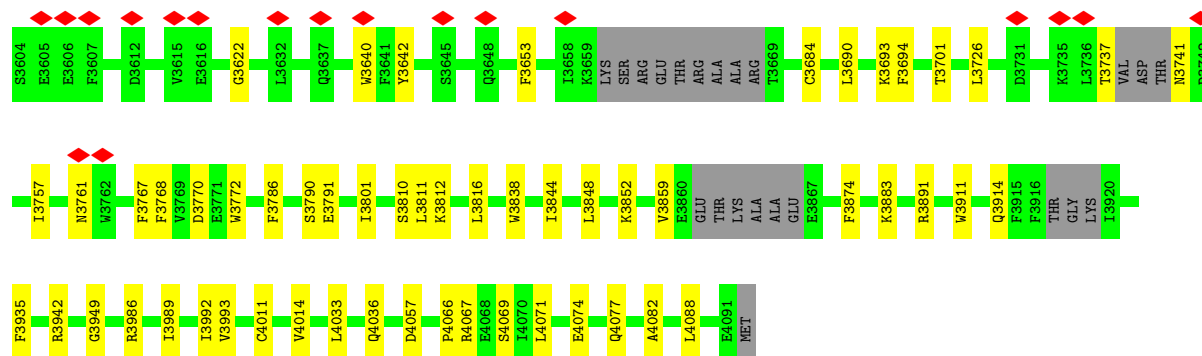 S3604 E3605 E3606 F3607 D3612 V3615 E3616 G3622 L3632 Q3637 W3640 F3641 Y3642 S3645 Q3648 F3653 I3658 K3659 LYS SER ARG GLU THR ARG ALA ALA ARG T3669 C3684 L3690 K3693 F3694 T3701 L3726 D3731 K3735 L3736 T3737 VAL ASP THR N3741
I3757 N3761 W3762 F3767 F3768 V3769 D3770 E3771 W3772 F3786 S3790 E3791 I3801 S3810 L3811 K3812 L3816 W3838 I3844 L3848 K3852 V3859 E3860 GLU THR LYS ALA ALA GLU E3867 F3874 K3883 R3891 W3911 Q3914 F3915 F3916 THR GLY LYS I3920
F3935 R3942 G3949 R3986 I3989 I3992 V3993 C4011 V4014 L4033 Q4036 D4057 P4066 R4067 E4068 S4069 I4070 L4071 E4074 Q4077 A4082 L4088 E4091 MET